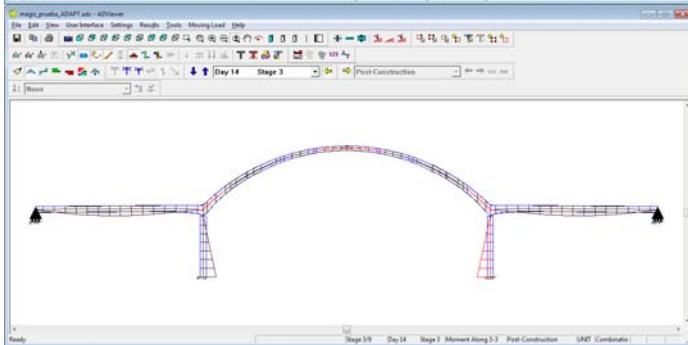 magic_prueba_ADAPT.adv - ADViewer
File Edit View User Interface Settings Results Tools Moving Load Help
Day 14 Stage 3 Post-Construction
None
Ready Stage 3/9 Day 14 Stage 3 Moment Along 3-3 Post-Construction UNIT Combinatio